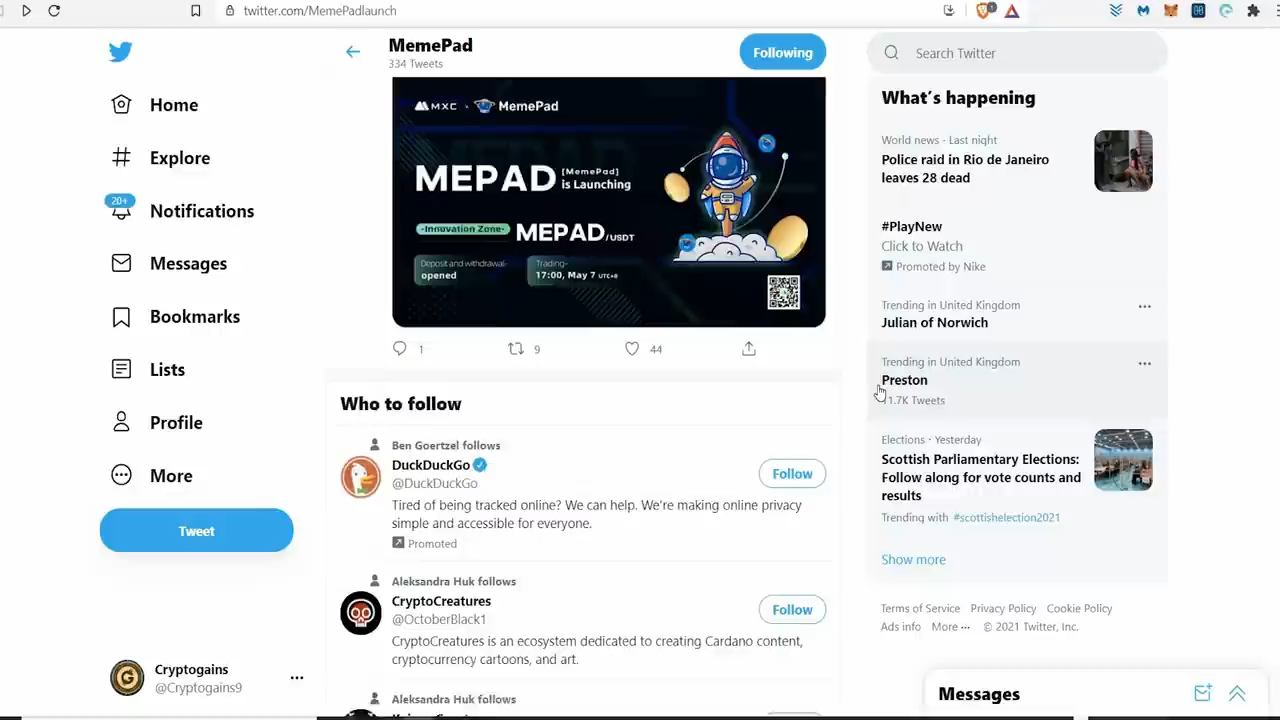 twitter.com/MemePadlaunch
Home
Explore
20+
Notifications
Messages
Bookmarks
Lists
Profile
More
Tweet
Cryptogains
@Cryptogains9
MemePad
334 Tweets
Following
MXC x MemePad
MEPAD [MemePad]
is Launching
-Innovation Zone- MEPAD/USDT
Deposit and withdrawal-
opened
Trading-
17:00, May 7 UTC+8
1
9
44
Who to follow
Ben Goertzel follows
DuckDuckGo
@DuckDuckGo
Follow
Tired of being tracked online? We can help. We're making online privacy
simple and accessible for everyone.
Promoted
Aleksandra Huk follows
CryptoCreatures
@OctoberBlack1
Follow
CryptoCreatures is an ecosystem dedicated to creating Cardano content,
cryptocurrency cartoons, and art.
Aleksandra Huk follows
Search Twitter
What's happening
World news · Last night
Police raid in Rio de Janeiro
leaves 28 dead
#PlayNew
Click to Watch
Promoted by Nike
Trending in United Kingdom
Julian of Norwich
Trending in United Kingdom
Preston
Tweets
Elections · Yesterday
Scottish Parliamentary Elections:
Follow along for vote counts and
results
Trending with #scottishelection2021
Show more
Terms of Service Privacy Policy Cookie Policy
Ads info More ··· © 2021 Twitter, Inc.
Messages